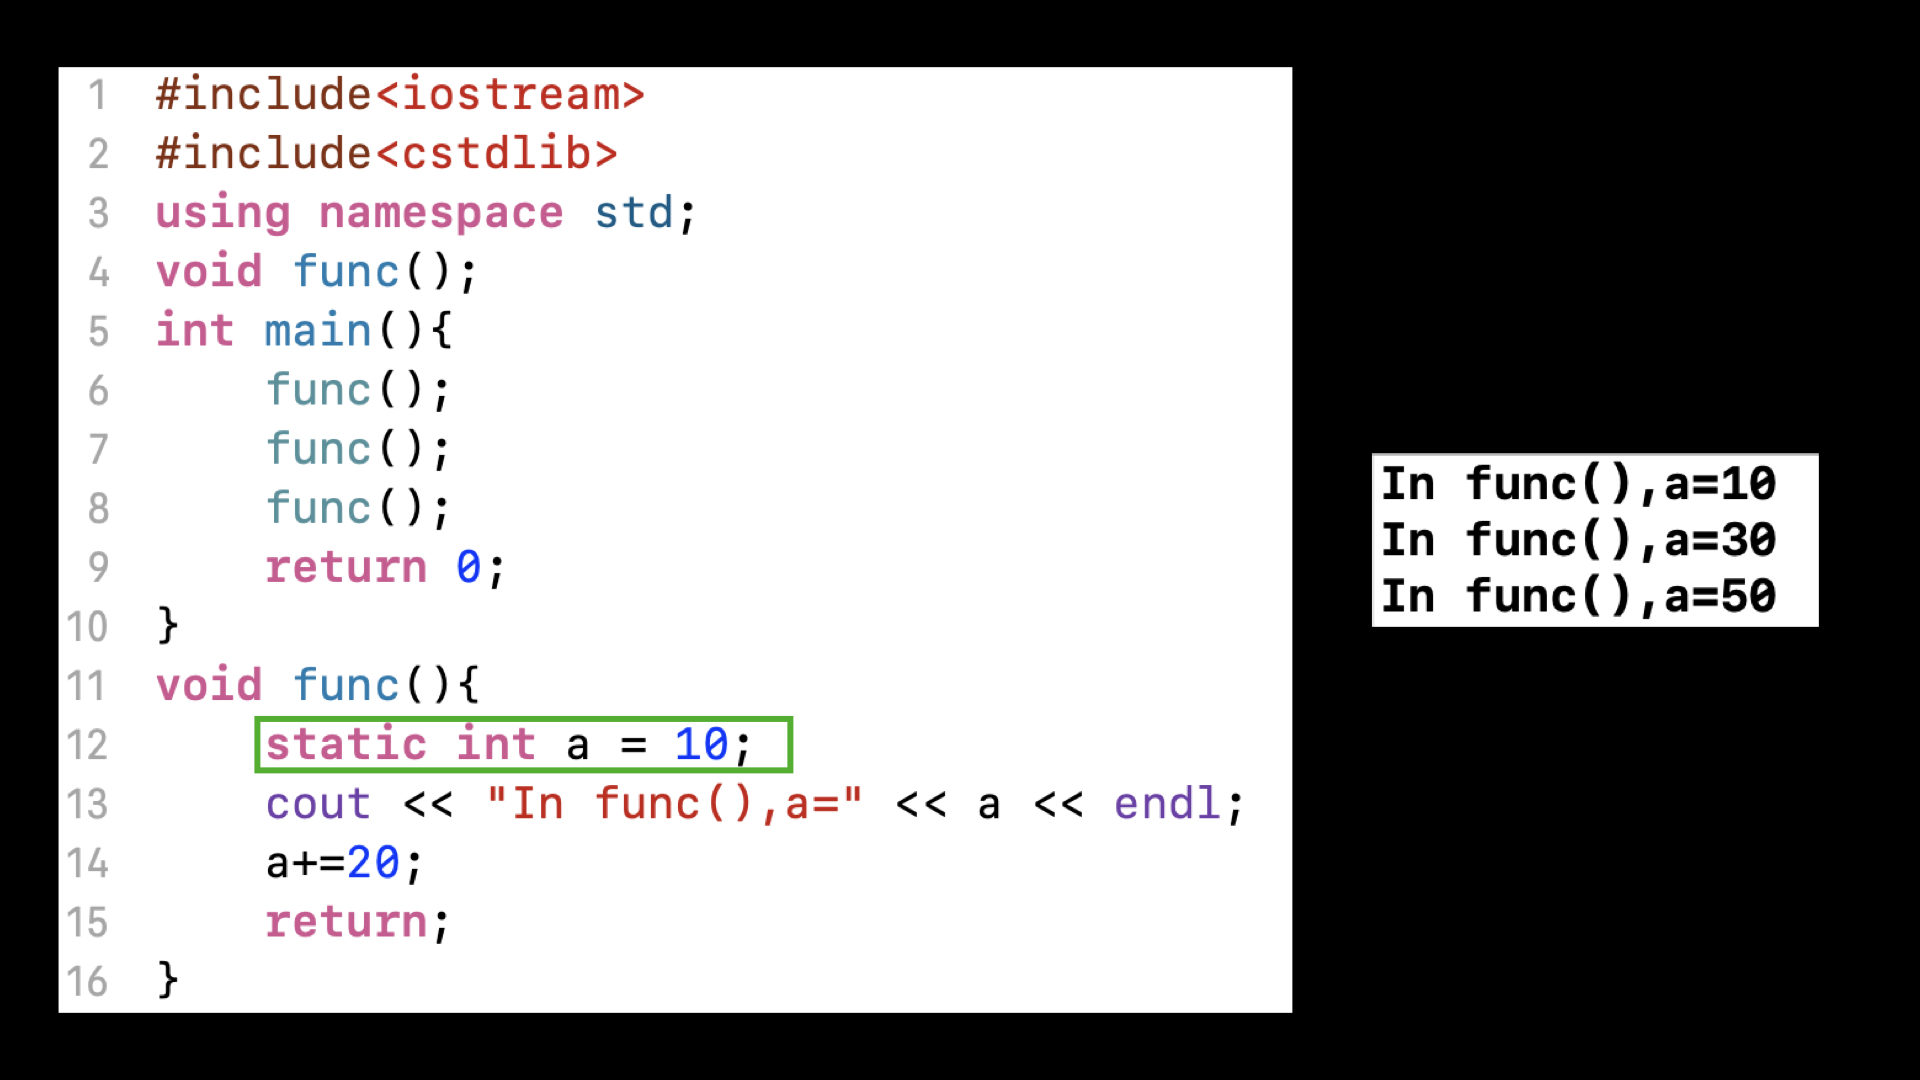 1 #include<iostream>
2 #include<cstdlib>
3 using namespace std;
4 void func();
5 int main(){
6 func();
7 func();
8 func();
9 return 0;
10 }
11 void func(){
12 static int a = 10;
13 cout << "In func(),a=" << a << endl;
14 a+=20;
15 return;
16 }
In func(),a=10
In func(),a=30
In func(),a=50